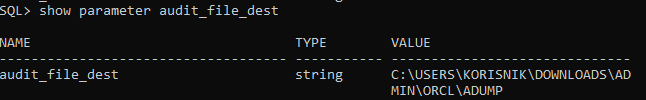 SQL> show parameter audit_file_dest
NAME TYPE VALUE
------------------------------------ ----------- ------------------------------
audit_file_dest string C:\USERS\KORISNIK\DOWNLOADS\AD
MIN\ORCL\ADUMP